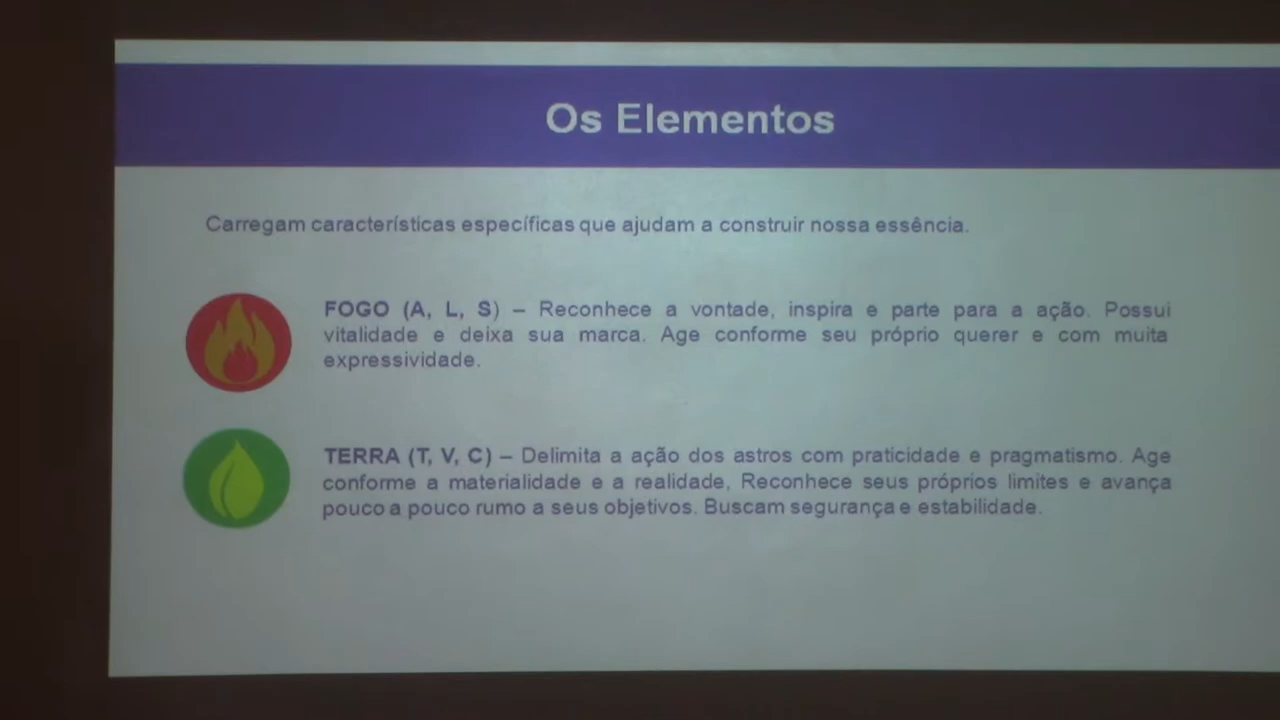 Os Elementos
Carregam características específicas que ajudam a construir nossa essência.
FOGO (A, L, S) – Reconhece a vontade, inspira e parte para a ação. Possui
vitalidade e deixa sua marca. Age conforme seu próprio querer e com muita
expressividade.
TERRA (T, V, C) – Delimita a ação dos astros com praticidade e pragmatismo. Age
conforme a materialidade e a realidade, Reconhece seus próprios limites e avança
pouco a pouco rumo a seus objetivos. Buscam segurança e estabilidade.